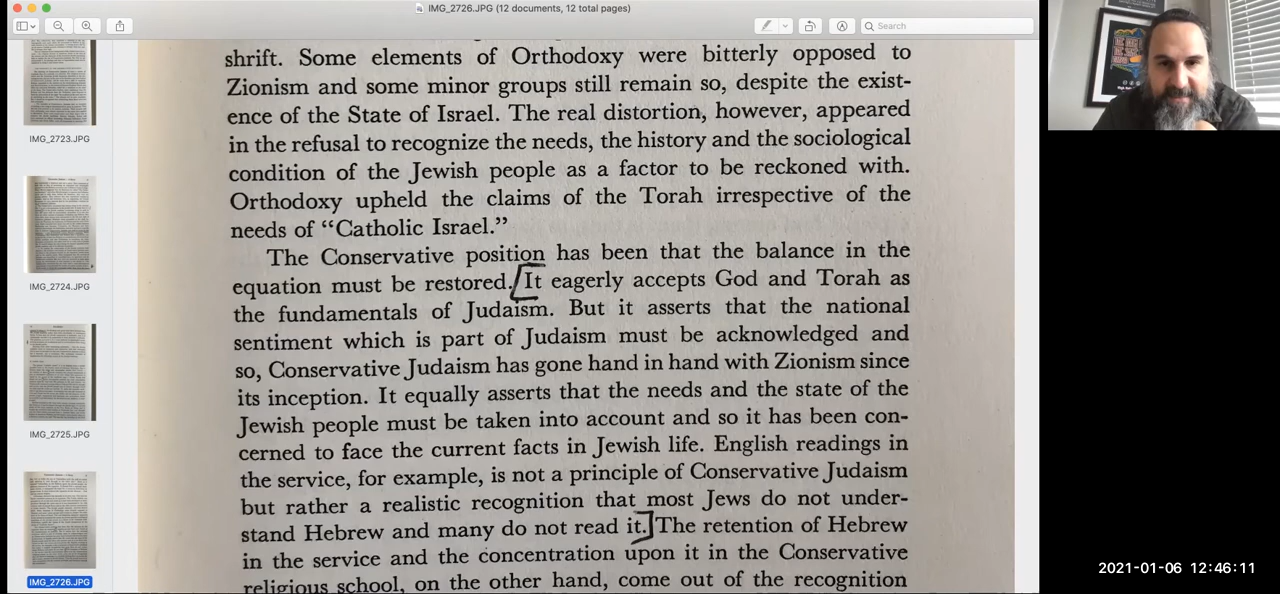 IMG_2726.JPG (12 documents, 12 total pages)
Search
IMG_2723.JPG
IMG_2724.JPG
IMG_2725.JPG
IMG_2726.JPG
shrift. Some elements of Orthodoxy were bitterly opposed to
Zionism and some minor groups still remain so, despite the exist-
ence of the State of Israel. The real distortion, however, appeared
in the refusal to recognize the needs, the history and the sociological
condition of the Jewish people as a factor to be reckoned with.
Orthodoxy upheld the claims of the Torah irrespective of the
needs of “Catholic Israel.”
The Conservative position has been that the balance in the
equation must be restored. [It eagerly accepts God and Torah as
the fundamentals of Judaism. But it asserts that the national
sentiment which is part of Judaism must be acknowledged and
so, Conservative Judaism has gone hand in hand with Zionism since
its inception. It equally asserts that the needs and the state of the
Jewish people must be taken into account and so it has been con-
cerned to face the current facts in Jewish life. English readings in
the service, for example, is not a principle of Conservative Judaism
but rather a realistic recognition that most Jews do not under-
stand Hebrew and many do not read it.] The retention of Hebrew
in the service and the concentration upon it in the Conservative
religious school, on the other hand, come out of the recognition
2021-01-06 12:46:11